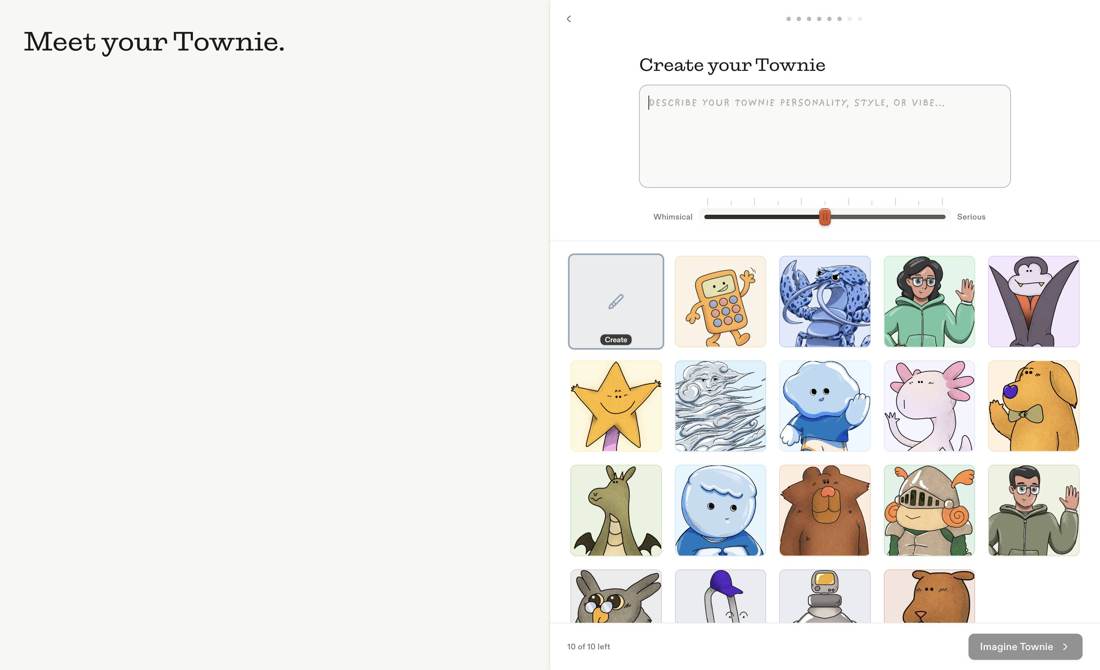 Meet your Townie.
Create your Townie
DESCRIBE YOUR TOWNIE PERSONALITY, STYLE, OR VIBE...
Whimsical
Serious
Create
10 of 10 left
Imagine Townie